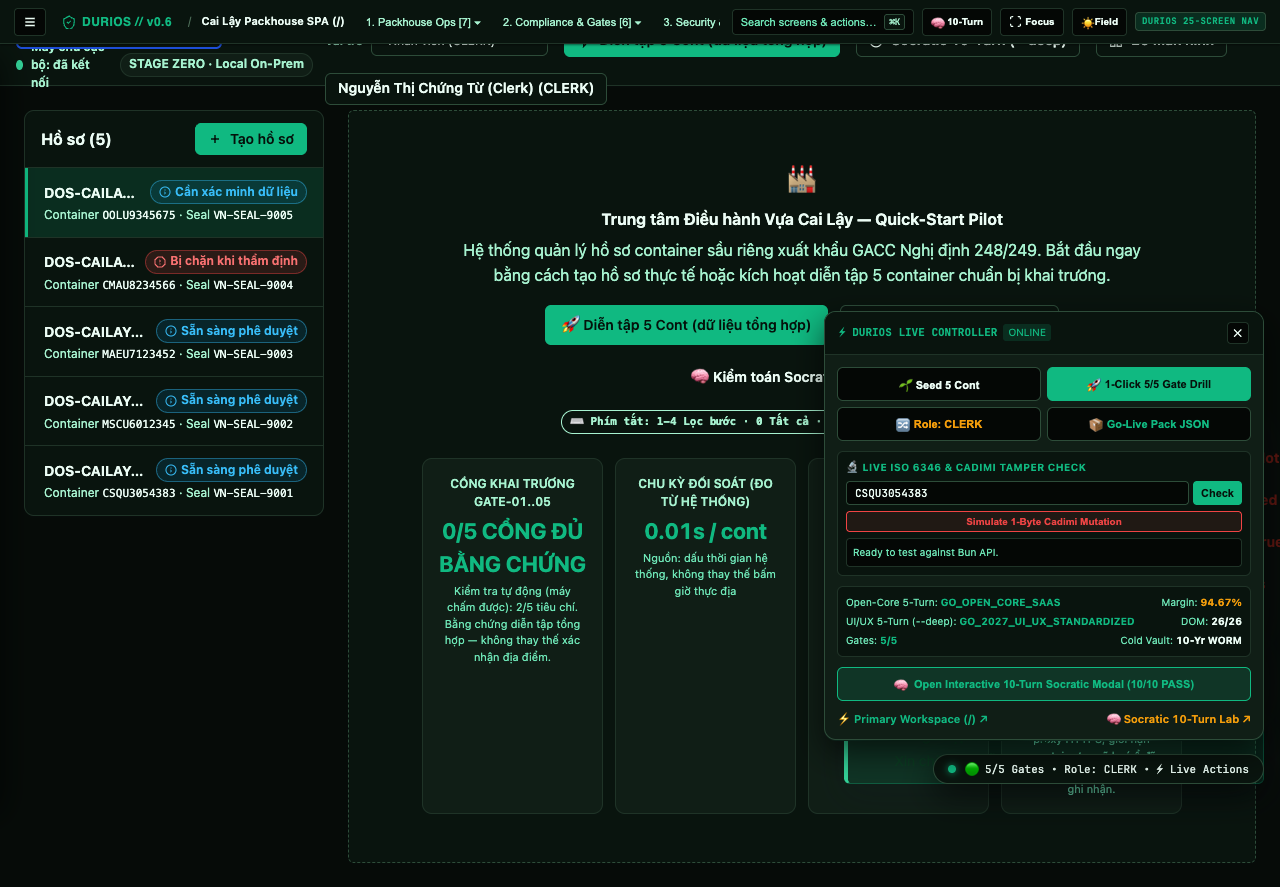 ☰ DURIOS // v0.6 / Cai Lậy Packhouse SPA (/) 1. Packhouse Ops [7] 2. Compliance & Gates [6] 3. Security Search screens & actions... ⌘K 🧠 10-Turn Focus ☀️Field DURIOS 25-SCREEN NAV
bộ: đã kết
nối
STAGE ZERO · Local On-Prem
Nguyễn Thị Chứng Từ (Clerk) (CLERK)
Hồ sơ (5)
+ Tạo hồ sơ
DOS-CAILA... Cần xác minh dữ liệu
Container OOLU9345675 · Seal VN-SEAL-9005
DOS-CAILA... Bị chặn khi thẩm định
Container CMAU8234566 · Seal VN-SEAL-9004
DOS-CAILAY... Sẵn sàng phê duyệt
Container MAEU7123452 · Seal VN-SEAL-9003
DOS-CAILAY... Sẵn sàng phê duyệt
Container MSCU6012345 · Seal VN-SEAL-9002
DOS-CAILAY... Sẵn sàng phê duyệt
Container CSQU3054383 · Seal VN-SEAL-9001
Trung tâm Điều hành Vựa Cai Lậy — Quick-Start Pilot
Hệ thống quản lý hồ sơ container sầu riêng xuất khẩu GACC Nghị định 248/249. Bắt đầu ngay
bằng cách tạo hồ sơ thực tế hoặc kích hoạt diễn tập 5 container chuẩn bị khai trương.
🚀 Diễn tập 5 Cont (dữ liệu tổng hợp)
🧠 Kiểm toán Socra
⌨️ Phím tắt: 1–4 Lọc bước · 0 Tất cả ·
CỔNG KHAI TRƯƠNG
GATE-01..05
0/5 CỔNG ĐỦ
BẰNG CHỨNG
Kiểm tra tự động (máy
chấm được): 2/5 tiêu chí.
Bằng chứng diễn tập tổng
hợp — không thay thế xác
nhận địa điểm.
CHU KỲ ĐỐI SOÁT (ĐO
TỪ HỆ THỐNG)
0.01s / cont
Nguồn: dấu thời gian hệ
thống, không thay thế bấm
giờ thực địa
⚡ DURIOS LIVE CONTROLLER ONLINE ✕
🌱 Seed 5 Cont
🚀 1-Click 5/5 Gate Drill
🔀 Role: CLERK
📦 Go-Live Pack JSON
🔬 LIVE ISO 6346 & CADIMI TAMPER CHECK
CSQU3054383 Check
Simulate 1-Byte Cadimi Mutation
Ready to test against Bun API.
Open-Core 5-Turn: GO_OPEN_CORE_SAAS Margin: 94.67%
UI/UX 5-Turn (--deep): GO_2027_UI_UX_STANDARDIZED DOM: 26/26
Gates: 5/5 Cold Vault: 10-Yr WORM
🧠 Open Interactive 10-Turn Socratic Modal (10/10 PASS)
⚡ Primary Workspace (/) ↗ 🧠 Socratic 10-Turn Lab ↗
🟢 5/5 Gates • Role: CLERK • ⚡ Live Actions
ghi nhận.